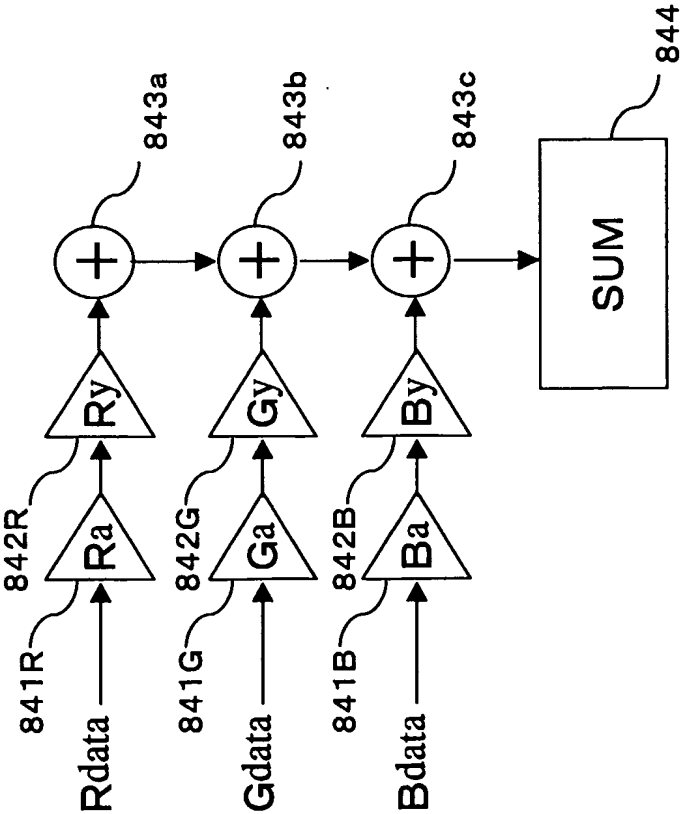 Rdata
841R
Ra
842R
Ry
+
843a
Gdata
841G
Ga
842G
Gy
+
843b
Bdata
841B
Ba
842B
By
+
843c
SUM
844